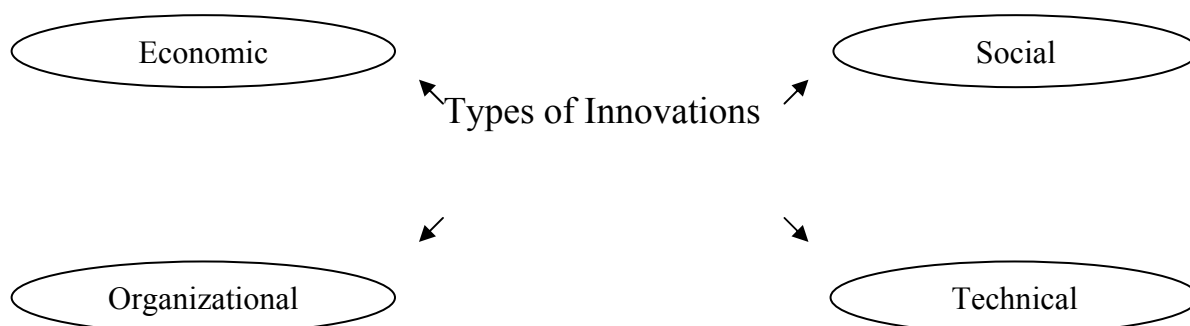 Economic
Social
Types of Innovations
Organizational
Technical